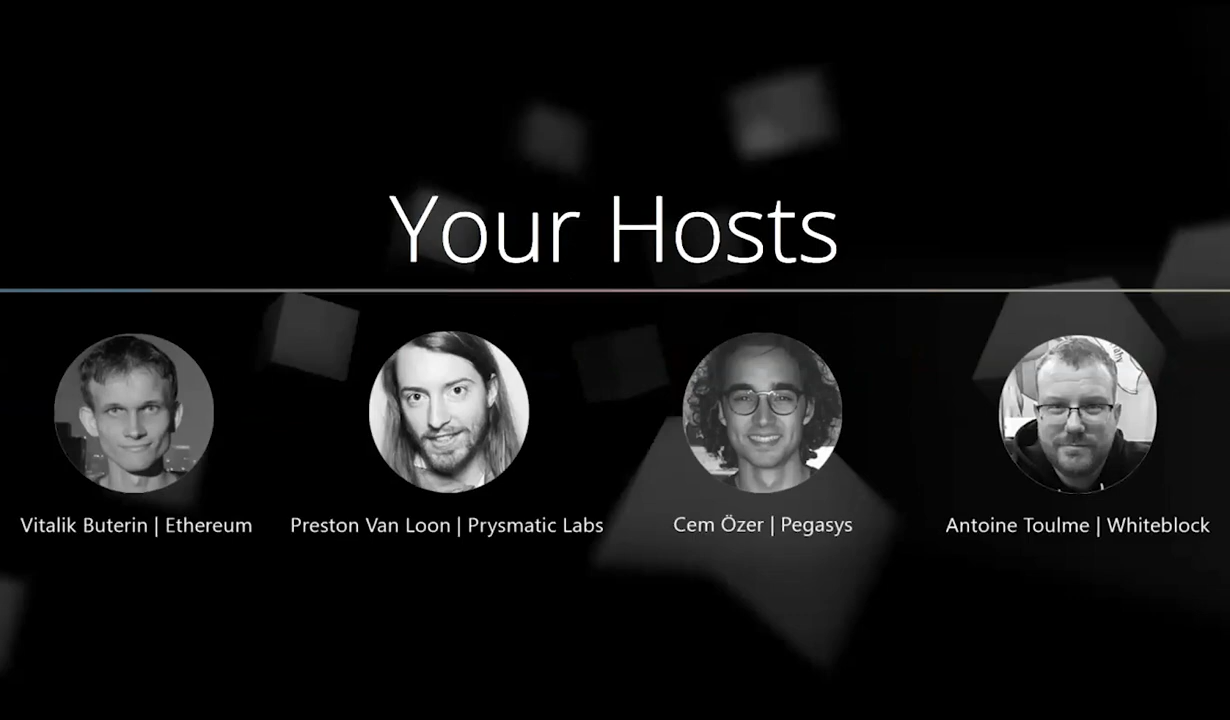 Your Hosts
Vitalik Buterin | Ethereum
Preston Van Loon | Prysmatic Labs
Cem Özer | Pegasys
Antoine Toulme | Whiteblock